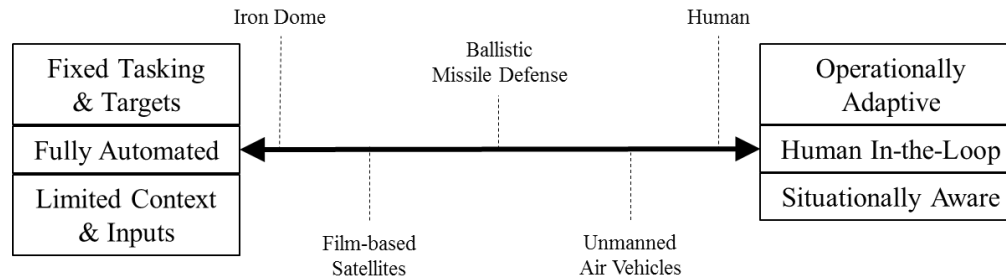 Iron Dome
Human
Ballistic
Missile Defense
Fixed Tasking
& Targets
Fully Automated
Limited Context
& Inputs
Operationally
Adaptive
Human In-the-Loop
Situationally Aware
Film-based
Satellites
Unmanned
Air Vehicles